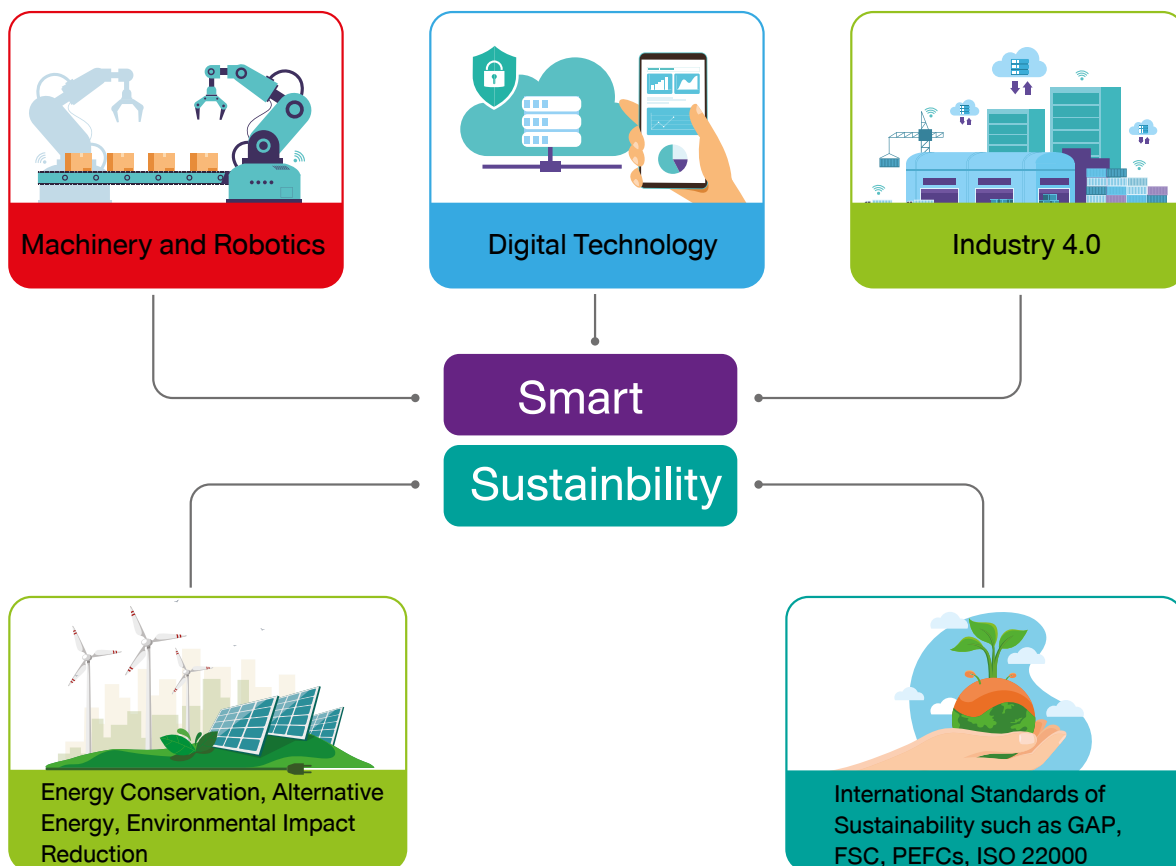 Machinery and Robotics
Digital Technology
Industry 4.0
Smart
Sustainbility
Energy Conservation, Alternative
Energy, Environmental Impact
Reduction
International Standards of
Sustainability such as GAP,
FSC, PEFCs, ISO 22000